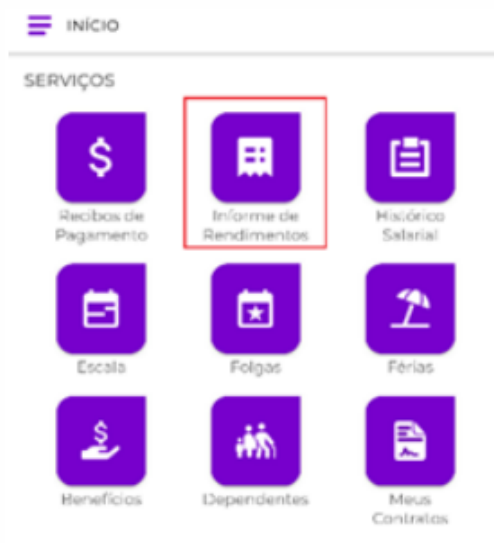 INÍCIO
SERVIÇOS
Recibos de
Pagamento
Informe de
Rendimentos
Histórico
Salarial
Escala
Folgas
Férias
Benefícios
Dependentes
Meus
Contratos